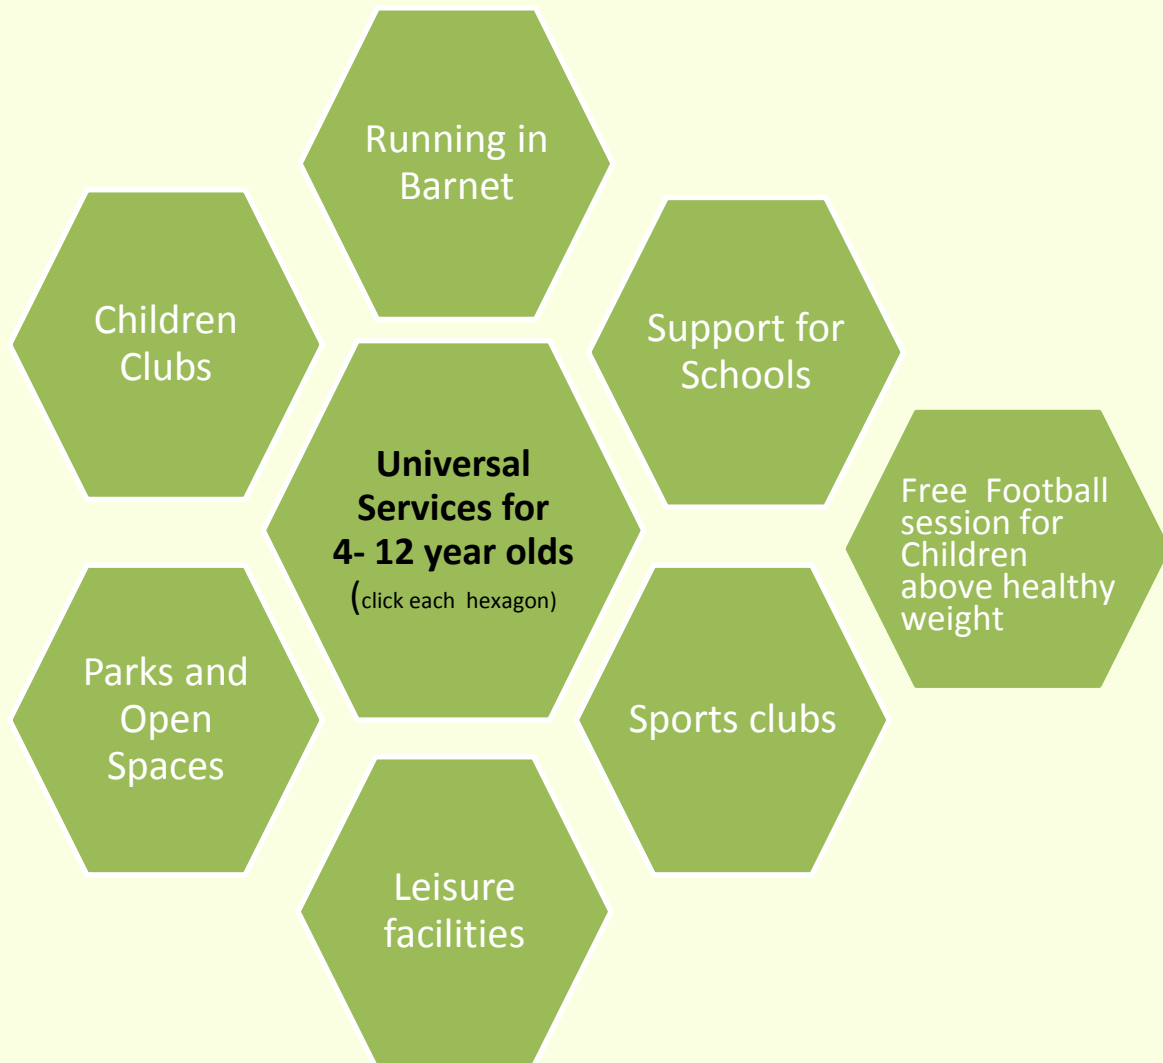 Running in
Barnet
Children
Clubs
Support for
Schools
Universal
Services for
4- 12 year olds
(click each hexagon)
Free Football
session for
Children
above healthy
weight
Parks and
Open
Spaces
Sports clubs
Leisure
facilities